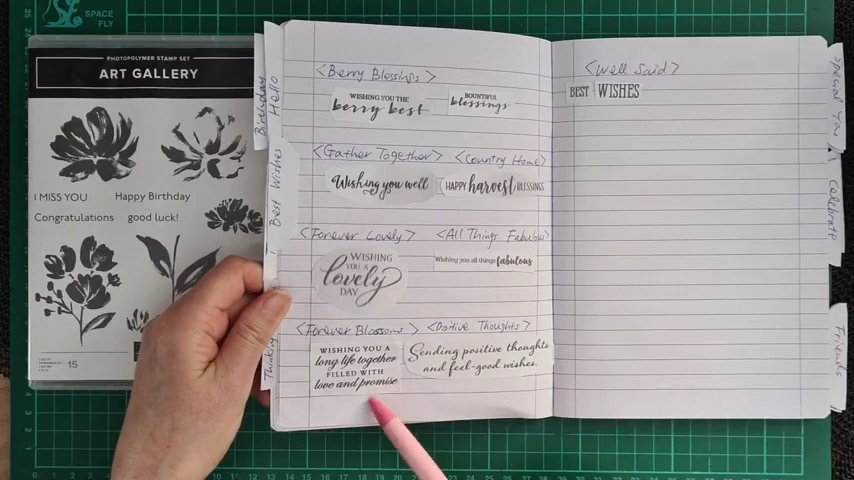 SPACE
FLY
PHOTOPOLYMER STAMP SET
ART GALLERY
I MISS YOU
Happy Birthday
Congratulations
good luck!
15
Birthday
Hello
Best Wishes
Thinking
<Berry Blessings>
WISHING YOU THE
berry best
BOUNTIFUL
blessings
<Gather Together> <Country Home>
Wishing you well
HAPPY harvest BLESSINGS
<Forever Lovely> <All Things Fabulous>
WISHING
YOU A
lovely
DAY
Wishing you all things fabulous
<Forever Blossoms> <Positive Thoughts>
WISHING YOU A
long life together
FILLED WITH
love and promise
Sending positive thoughts
and feel-good wishes.
<Well Said>
BEST WISHES
Special You
Celebrate
Friends